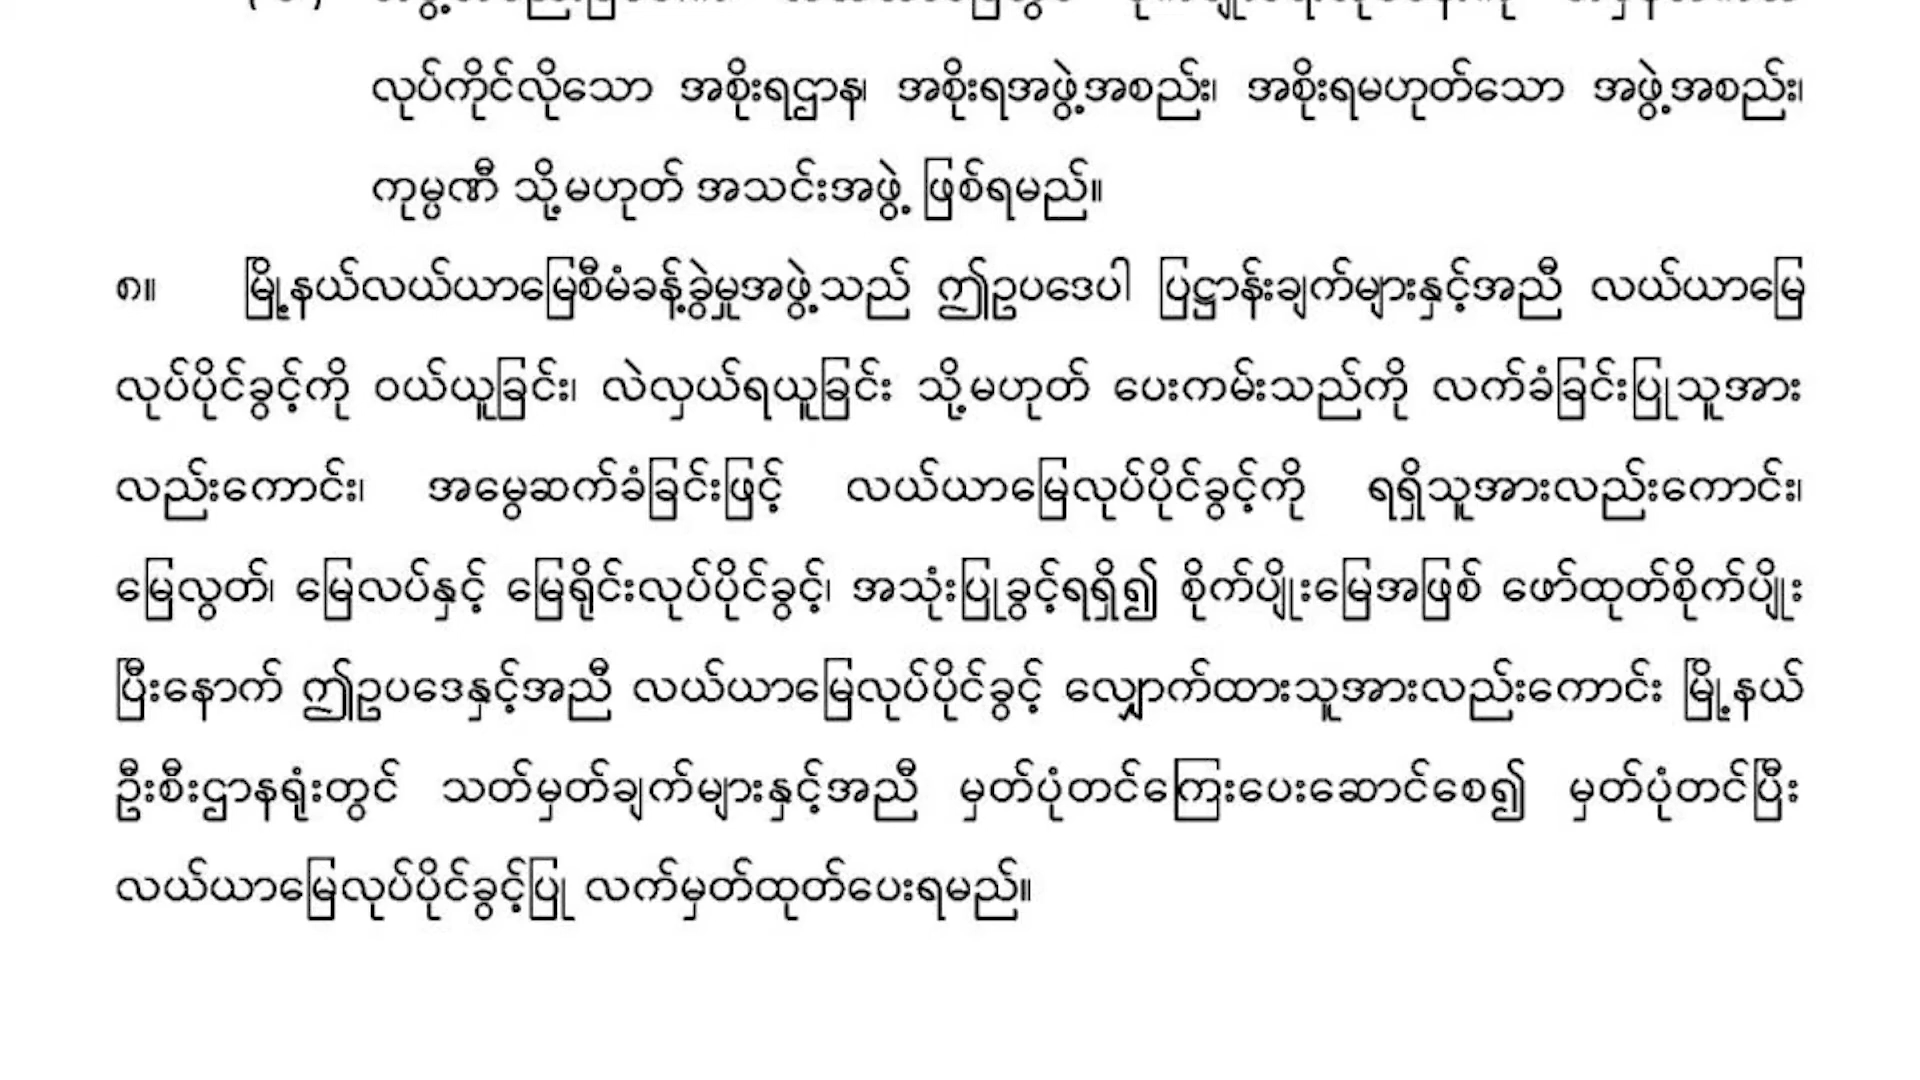 လုပ်ကိုင်လိုသော အစိုးရဌာန၊ အစိုးရအဖွဲ့အစည်း၊ အစိုးရမဟုတ်သော အဖွဲ့အစည်း၊
ကုမ္ပဏီ သို့မဟုတ် အသင်းအဖွဲ့ ဖြစ်ရမည်။
၈။ မြို့နယ်လယ်ယာမြေစီမံခန့်ခွဲမှုအဖွဲ့သည် ဤဥပဒေပါ ပြဋ္ဌာန်းချက်များနှင့်အညီ လယ်ယာမြေ
လုပ်ပိုင်ခွင့်ကို ဝယ်ယူခြင်း၊ လဲလှယ်ရယူခြင်း သို့မဟုတ် ပေးကမ်းသည်ကို လက်ခံခြင်းပြုသူအား
လည်းကောင်း၊ အမွေဆက်ခံခြင်းဖြင့် လယ်ယာမြေလုပ်ပိုင်ခွင့်ကို ရရှိသူအားလည်းကောင်း၊
မြေလွတ်၊ မြေလပ်နှင့် မြေရိုင်းလုပ်ပိုင်ခွင့်၊ အသုံးပြုခွင့်ရရှိ၍ စိုက်ပျိုးမြေအဖြစ် ဖော်ထုတ်စိုက်ပျိုး
ပြီးနောက် ဤဥပဒေနှင့်အညီ လယ်ယာမြေလုပ်ပိုင်ခွင့် လျှောက်ထားသူအားလည်းကောင်း မြို့နယ်
ဦးစီးဌာနရုံးတွင် သတ်မှတ်ချက်များနှင့်အညီ မှတ်ပုံတင်ကြေးပေးဆောင်စေ၍ မှတ်ပုံတင်ပြီး
လယ်ယာမြေလုပ်ပိုင်ခွင့်ပြု လက်မှတ်ထုတ်ပေးရမည်။